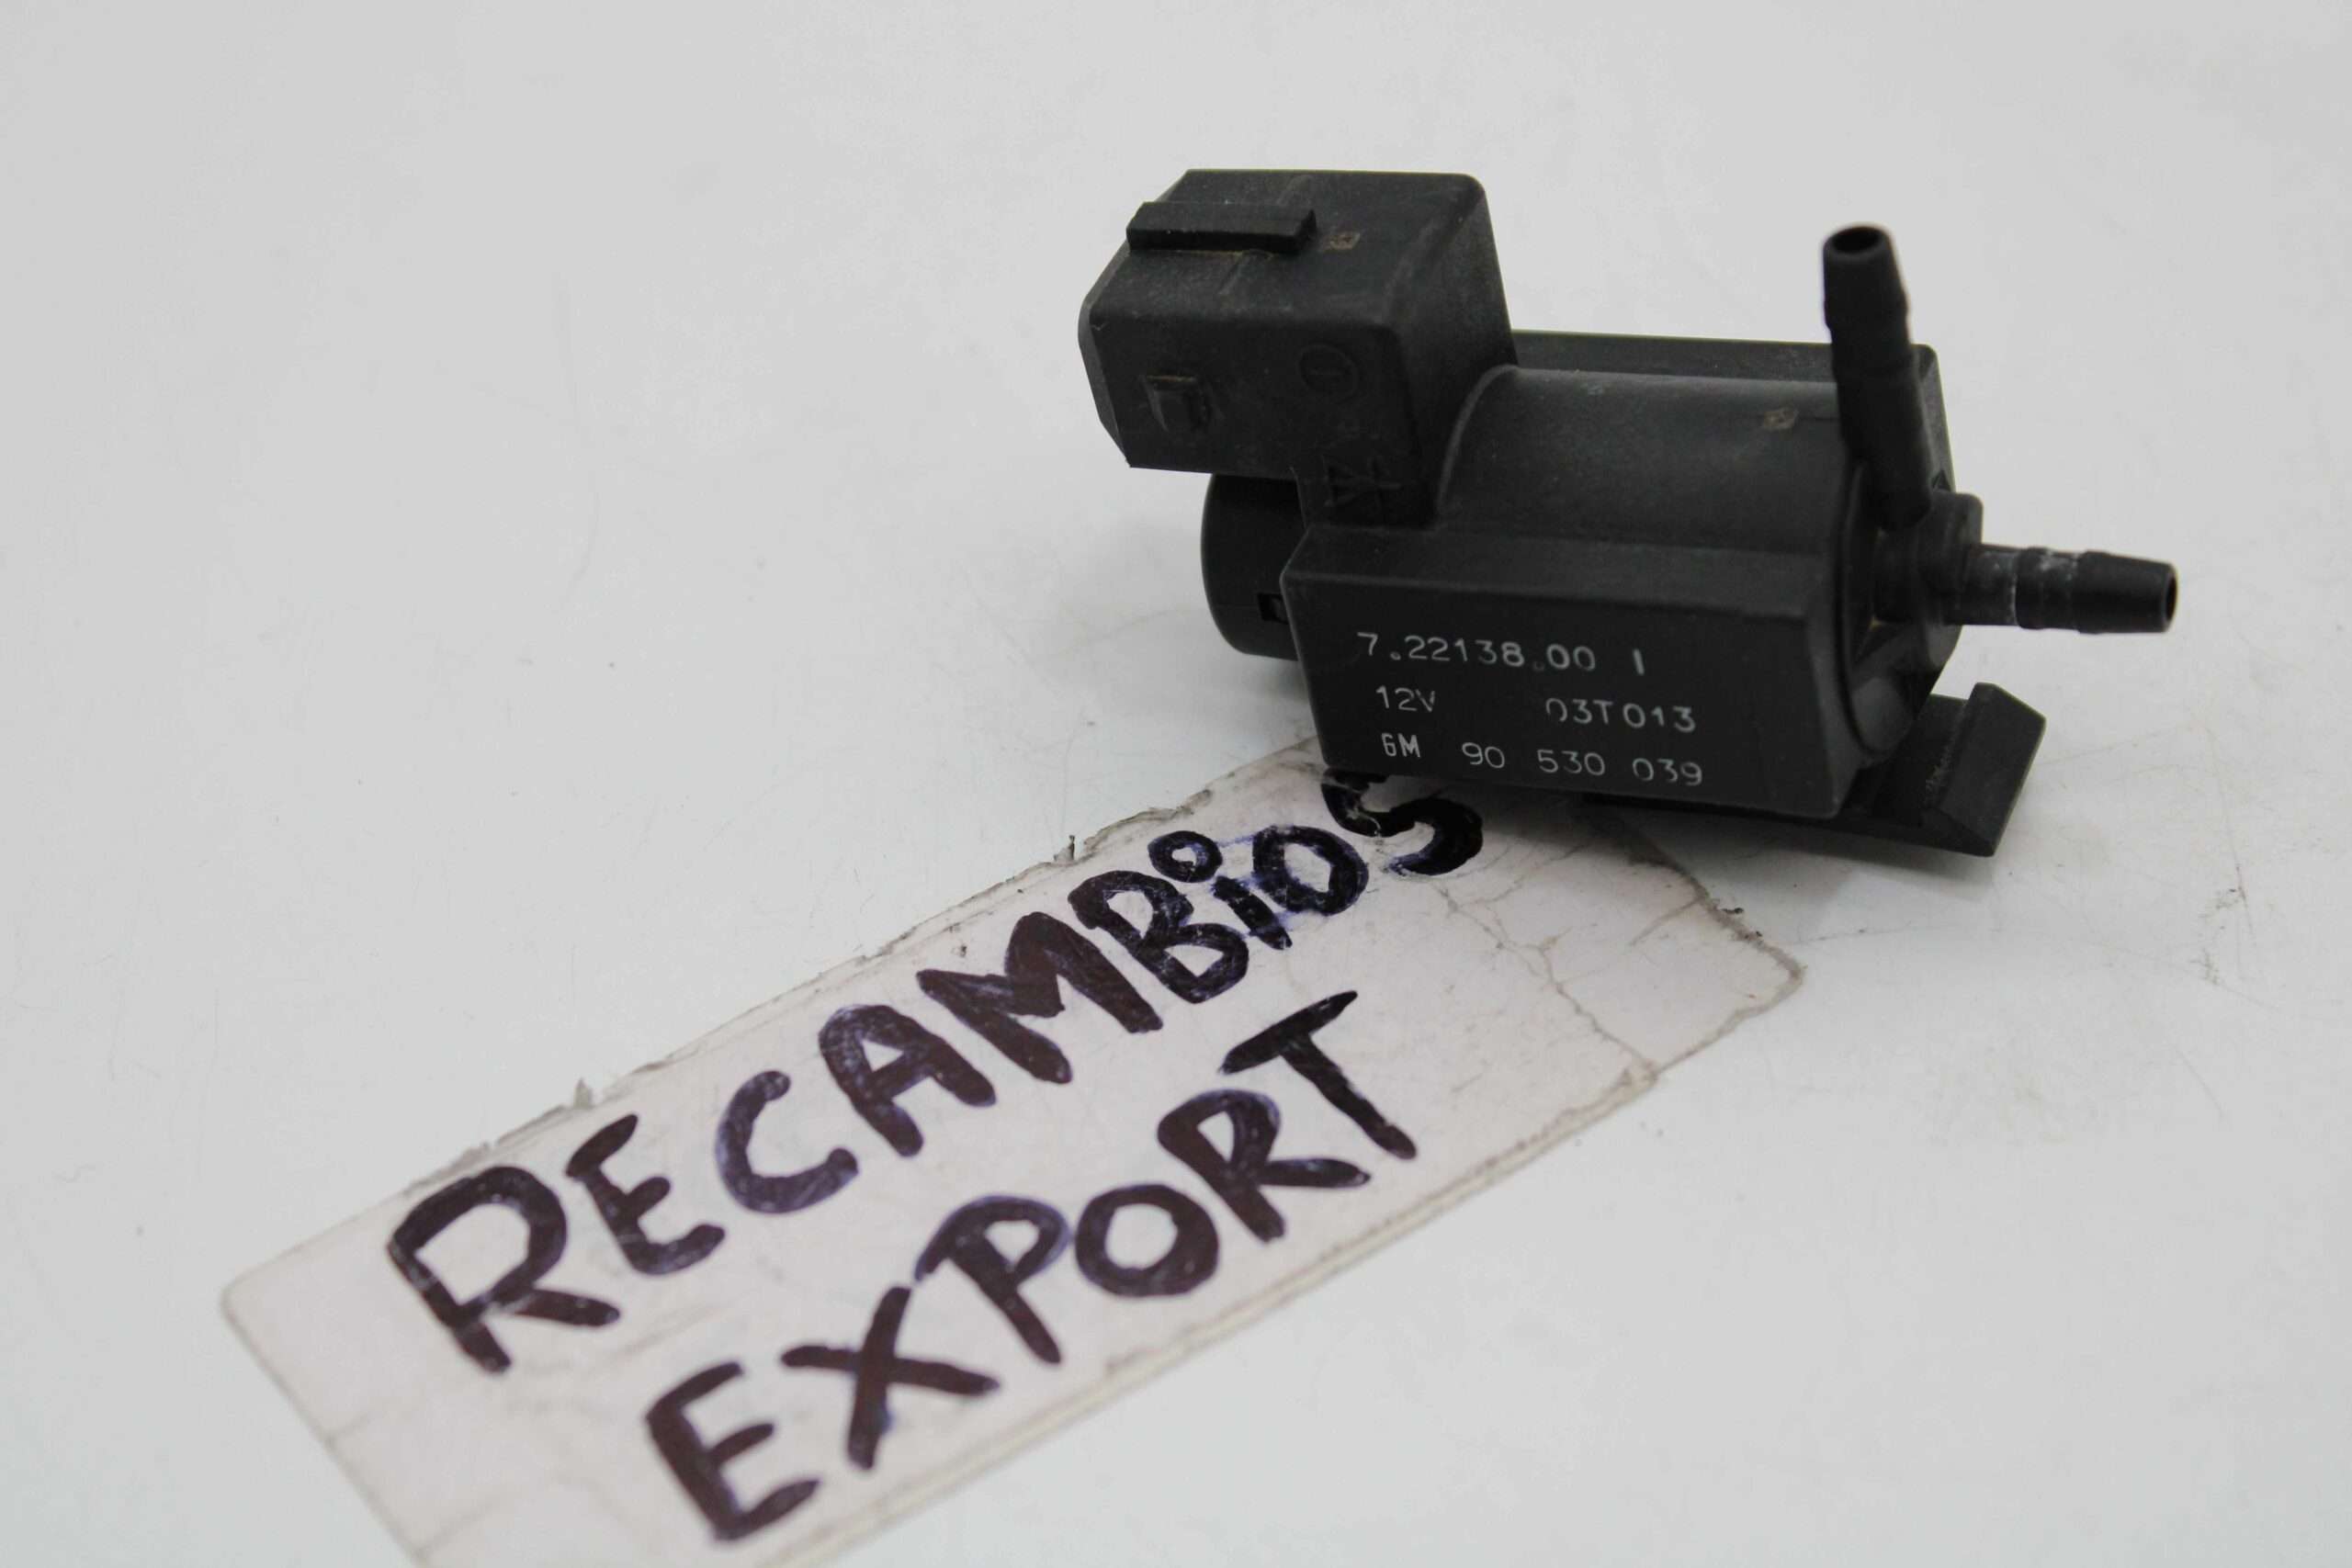 7.22138.00 I
12V 03T013
GM 90 530 039
RECAMBiOS
EXPORT